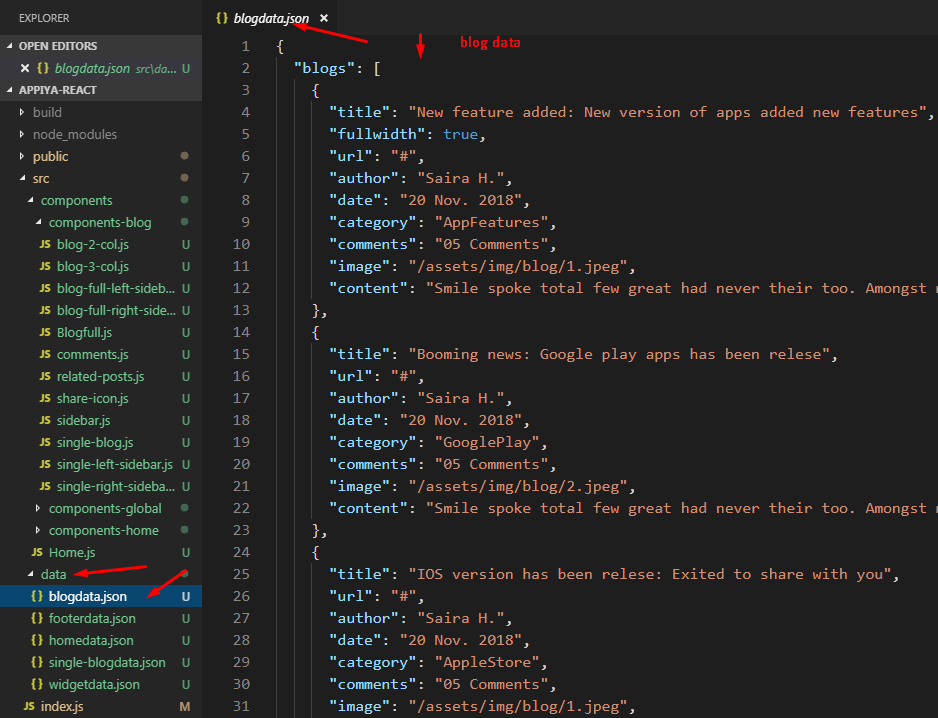 EXPLORER
OPEN EDITORS
blogdata.json src\da... U
APPIYA-REACT
build
node_modules
public
src
components
components-blog
JS blog-2-col.js U
JS blog-3-col.js U
JS blog-full-left-sideb... U
JS blog-full-right-side... U
JS Blogfull.js U
JS comments.js U
JS related-posts.js U
JS share-icon.js U
JS sidebar.js U
JS single-blog.js U
JS single-left-sidebar.js U
JS single-right-sideba... U
components-global
components-home
JS Home.js U
data
{} blogdata.json U
{} footerdata.json U
{} homedata.json U
{} single-blogdata.json U
{} widgetdata.json U
JS index.js M
{} blogdata.json ×
blog data
1 {
2 "blogs": [
3 {
4 "title": "New feature added: New version of apps added new features",
5 "fullwidth": true,
6 "url": "#",
7 "author": "Saira H.",
8 "date": "20 Nov. 2018",
9 "category": "AppFeatures",
10 "comments": "05 Comments",
11 "image": "/assets/img/blog/1.jpeg",
12 "content": "Smile spoke total few great had never their too. Amongst
13 },
14 {
15 "title": "Booming news: Google play apps has been relese",
16 "url": "#",
17 "author": "Saira H.",
18 "date": "20 Nov. 2018",
19 "category": "GooglePlay",
20 "comments": "05 Comments",
21 "image": "/assets/img/blog/2.jpeg",
22 "content": "Smile spoke total few great had never their too. Amongst
23 },
24 {
25 "title": "IOS version has been relese: Exited to share with you",
26 "url": "#",
27 "author": "Saira H.",
28 "date": "20 Nov. 2018",
29 "category": "AppleStore",
30 "comments": "05 Comments",
31 "image": "/assets/img/blog/1.jpeg",